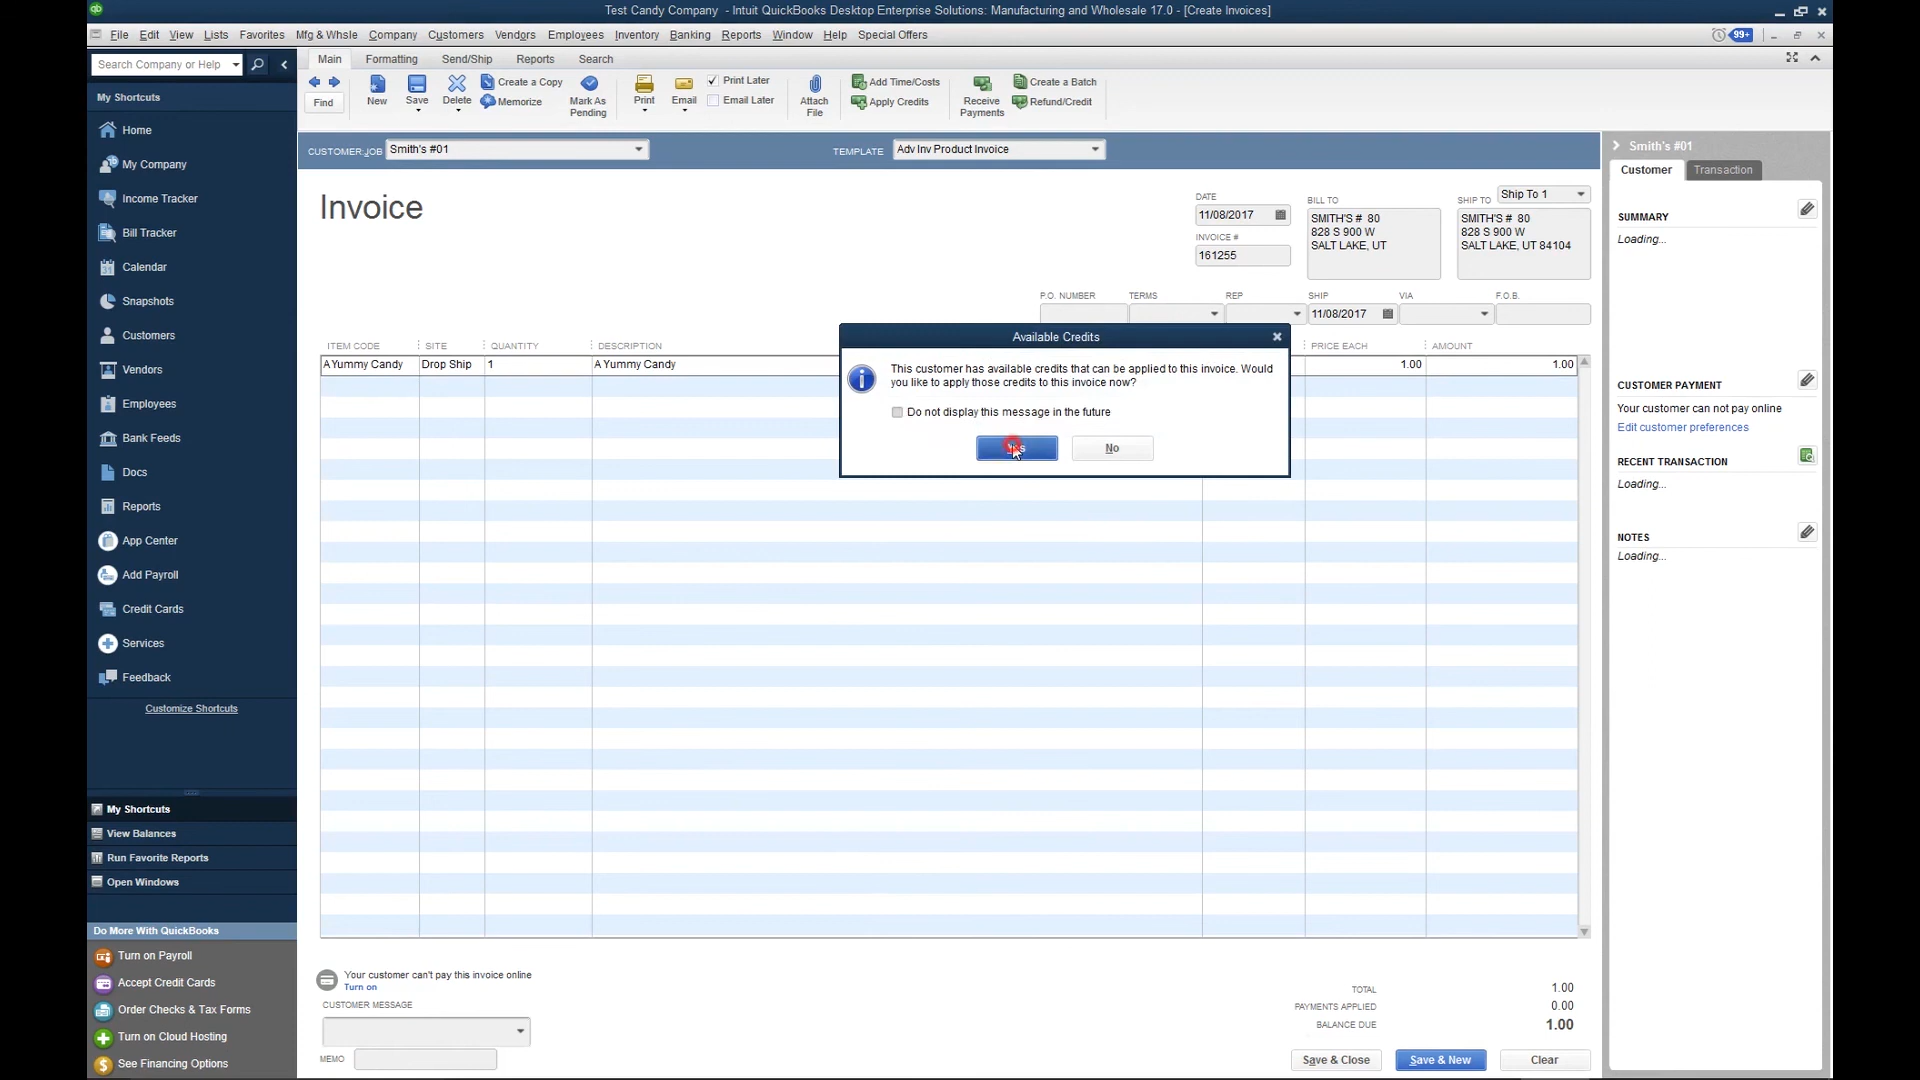 Test Candy Company - Intuit QuickBooks Desktop Enterprise Solutions: Manufacturing and Wholesale 17.0 - [Create Invoices]
File Edit View Lists Favorites Mfg & Whsle Company Customers Vendors Employees Inventory Banking Reports Window Help Special Offers
99+
Search Company or Help
My Shortcuts
Home
My Company
Income Tracker
Bill Tracker
Calendar
Snapshots
Customers
Vendors
Employees
Bank Feeds
Docs
Reports
App Center
Add Payroll
Credit Cards
Services
Feedback
Customize Shortcuts
My Shortcuts
View Balances
Run Favorite Reports
Open Windows
Do More With QuickBooks
Turn on Payroll
Accept Credit Cards
Order Checks & Tax Forms
Turn on Cloud Hosting
See Financing Options
Main Formatting Send/Ship Reports Search
Find
New
Save
Delete
Create a Copy
Memorize
Mark As
Pending
Print
Email
Print Later
Email Later
Attach
File
Add Time/Costs
Apply Credits
Receive
Payments
Create a Batch
Refund/Credit
CUSTOMER:JOB Smith's #01 TEMPLATE Adv Inv Product Invoice
Invoice
DATE
11/08/2017
INVOICE #
161255
BILL TO
SMITH'S # 80
828 S 900 W
SALT LAKE, UT
SHIP TO Ship To 1
SMITH'S # 80
828 S 900 W
SALT LAKE, UT 84104
P.O. NUMBER TERMS REP SHIP VIA F.O.B.
11/08/2017
ITEM CODE SITE QUANTITY DESCRIPTION PRICE EACH AMOUNT
A Yummy Candy Drop Ship 1 A Yummy Candy 1.00 1.00
Available Credits
This customer has available credits that can be applied to this invoice. Would
you like to apply those credits to this invoice now?
Do not display this message in the future
No
Your customer can't pay this invoice online
Turn on
CUSTOMER MESSAGE
MEMO
TOTAL 1.00
PAYMENTS APPLIED 0.00
BALANCE DUE 1.00
Save & Close Save & New Clear
Smith's #01
Customer Transaction
SUMMARY
Loading...
CUSTOMER PAYMENT
Your customer can not pay online
Edit customer preferences
RECENT TRANSACTION
Loading...
NOTES
Loading...